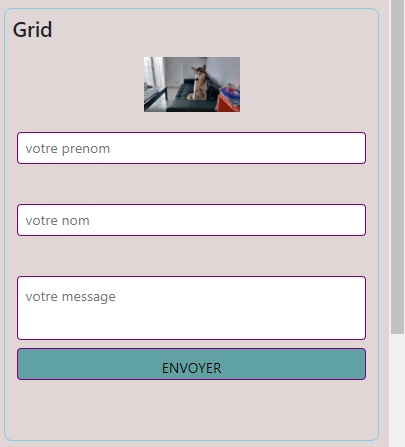 Grid
votre prenom
votre nom
votre message
ENVOYER